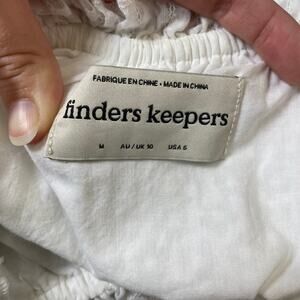 FABRIQUE EN CHINE • MADE IN CHINA
finders keepers
M AU / UK 10 USA 6